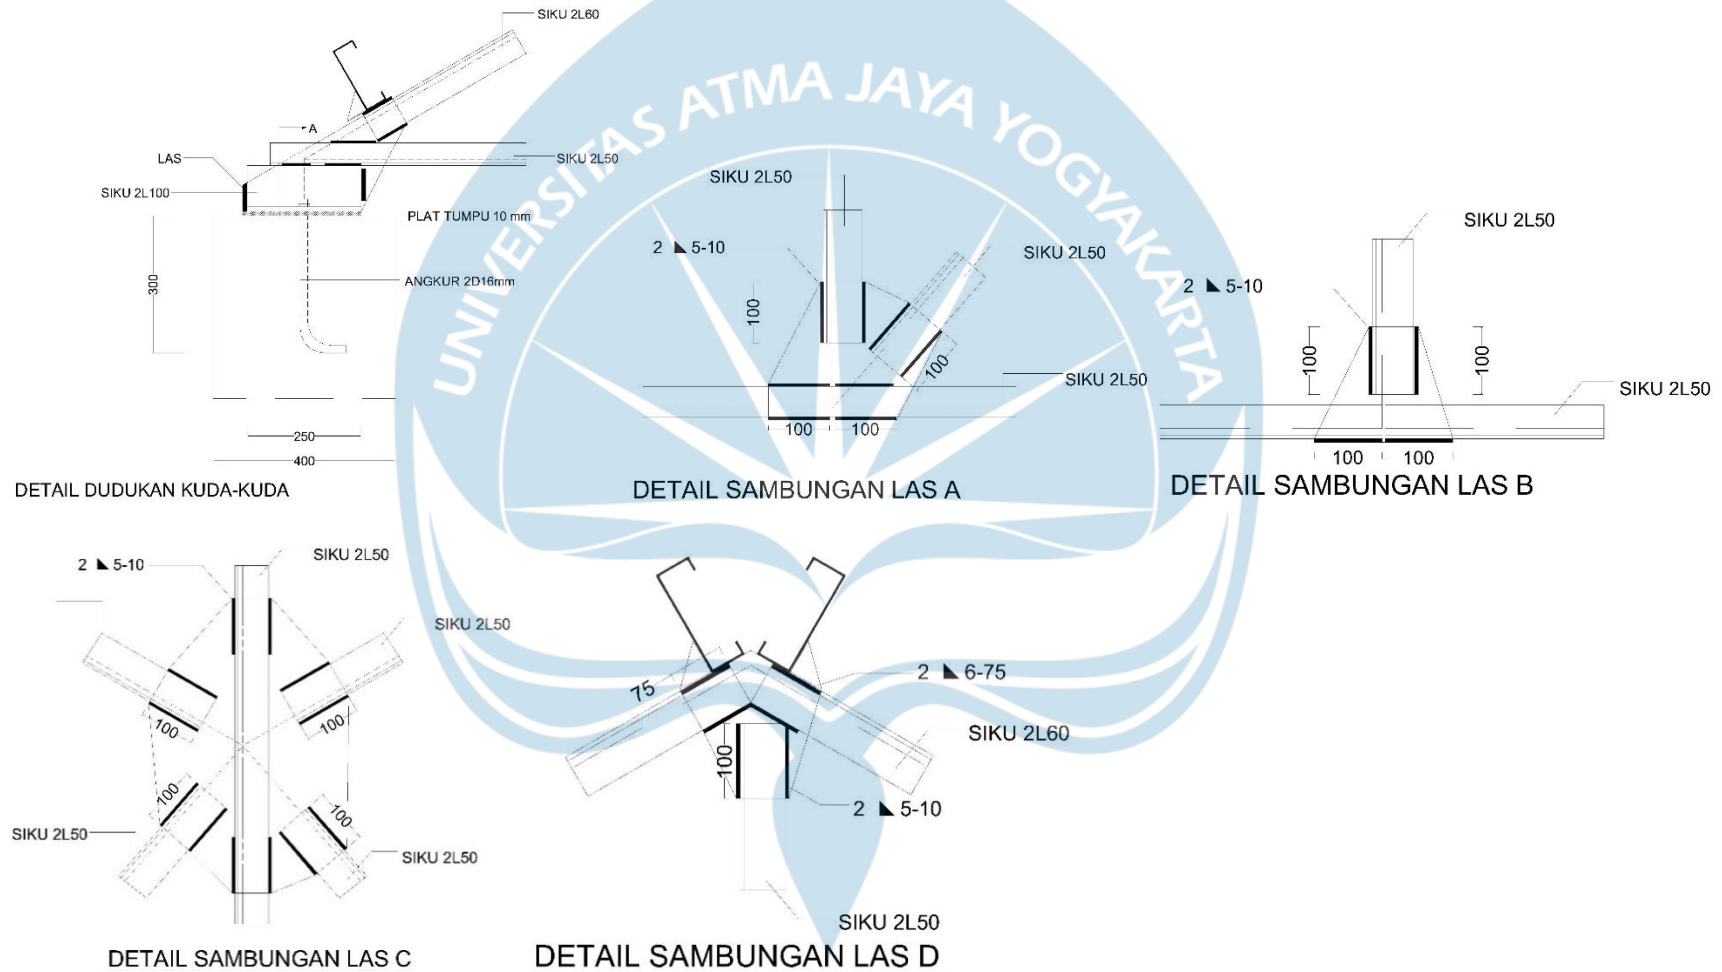 SIKU 2L60
A
LAS
SIKU 2L50
SIKU 2L100
PLAT TUMPU 10 mm
300
ANGKUR 2D16mm
250
400
DETAIL DUDUKAN KUDA-KUDA
UNIVERSITAS ATMA JAYA YOGYAKARTA
SIKU 2L50
2 5-10
SIKU 2L50
100
100
SIKU 2L50
100 100
DETAIL SAMBUNGAN LAS A
SIKU 2L50
2 5-10
100
100
SIKU 2L50
100 100
DETAIL SAMBUNGAN LAS B
2 5-10
SIKU 2L50
SIKU 2L50
100
100
100
100
SIKU 2L50
SIKU 2L50
DETAIL SAMBUNGAN LAS C
75
2 6-75
SIKU 2L60
100
2 5-10
SIKU 2L50
DETAIL SAMBUNGAN LAS D